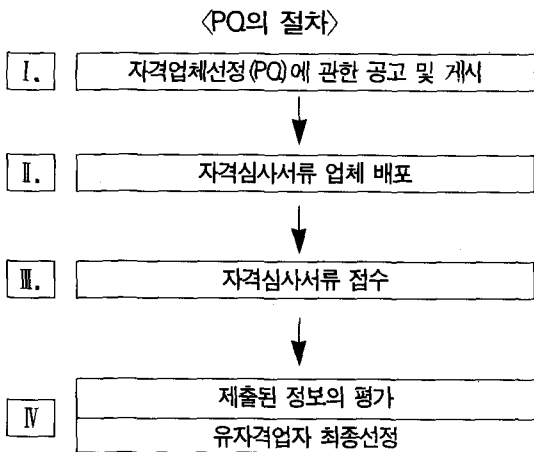 〈PQ의 절차〉
Ⅰ. 자격업체선정(PQ)에 관한 공고 및 게시
Ⅱ. 자격심사서류 업체 배포
Ⅲ. 자격심사서류 접수
Ⅳ 제출된 정보의 평가
유자격업자 최종선정